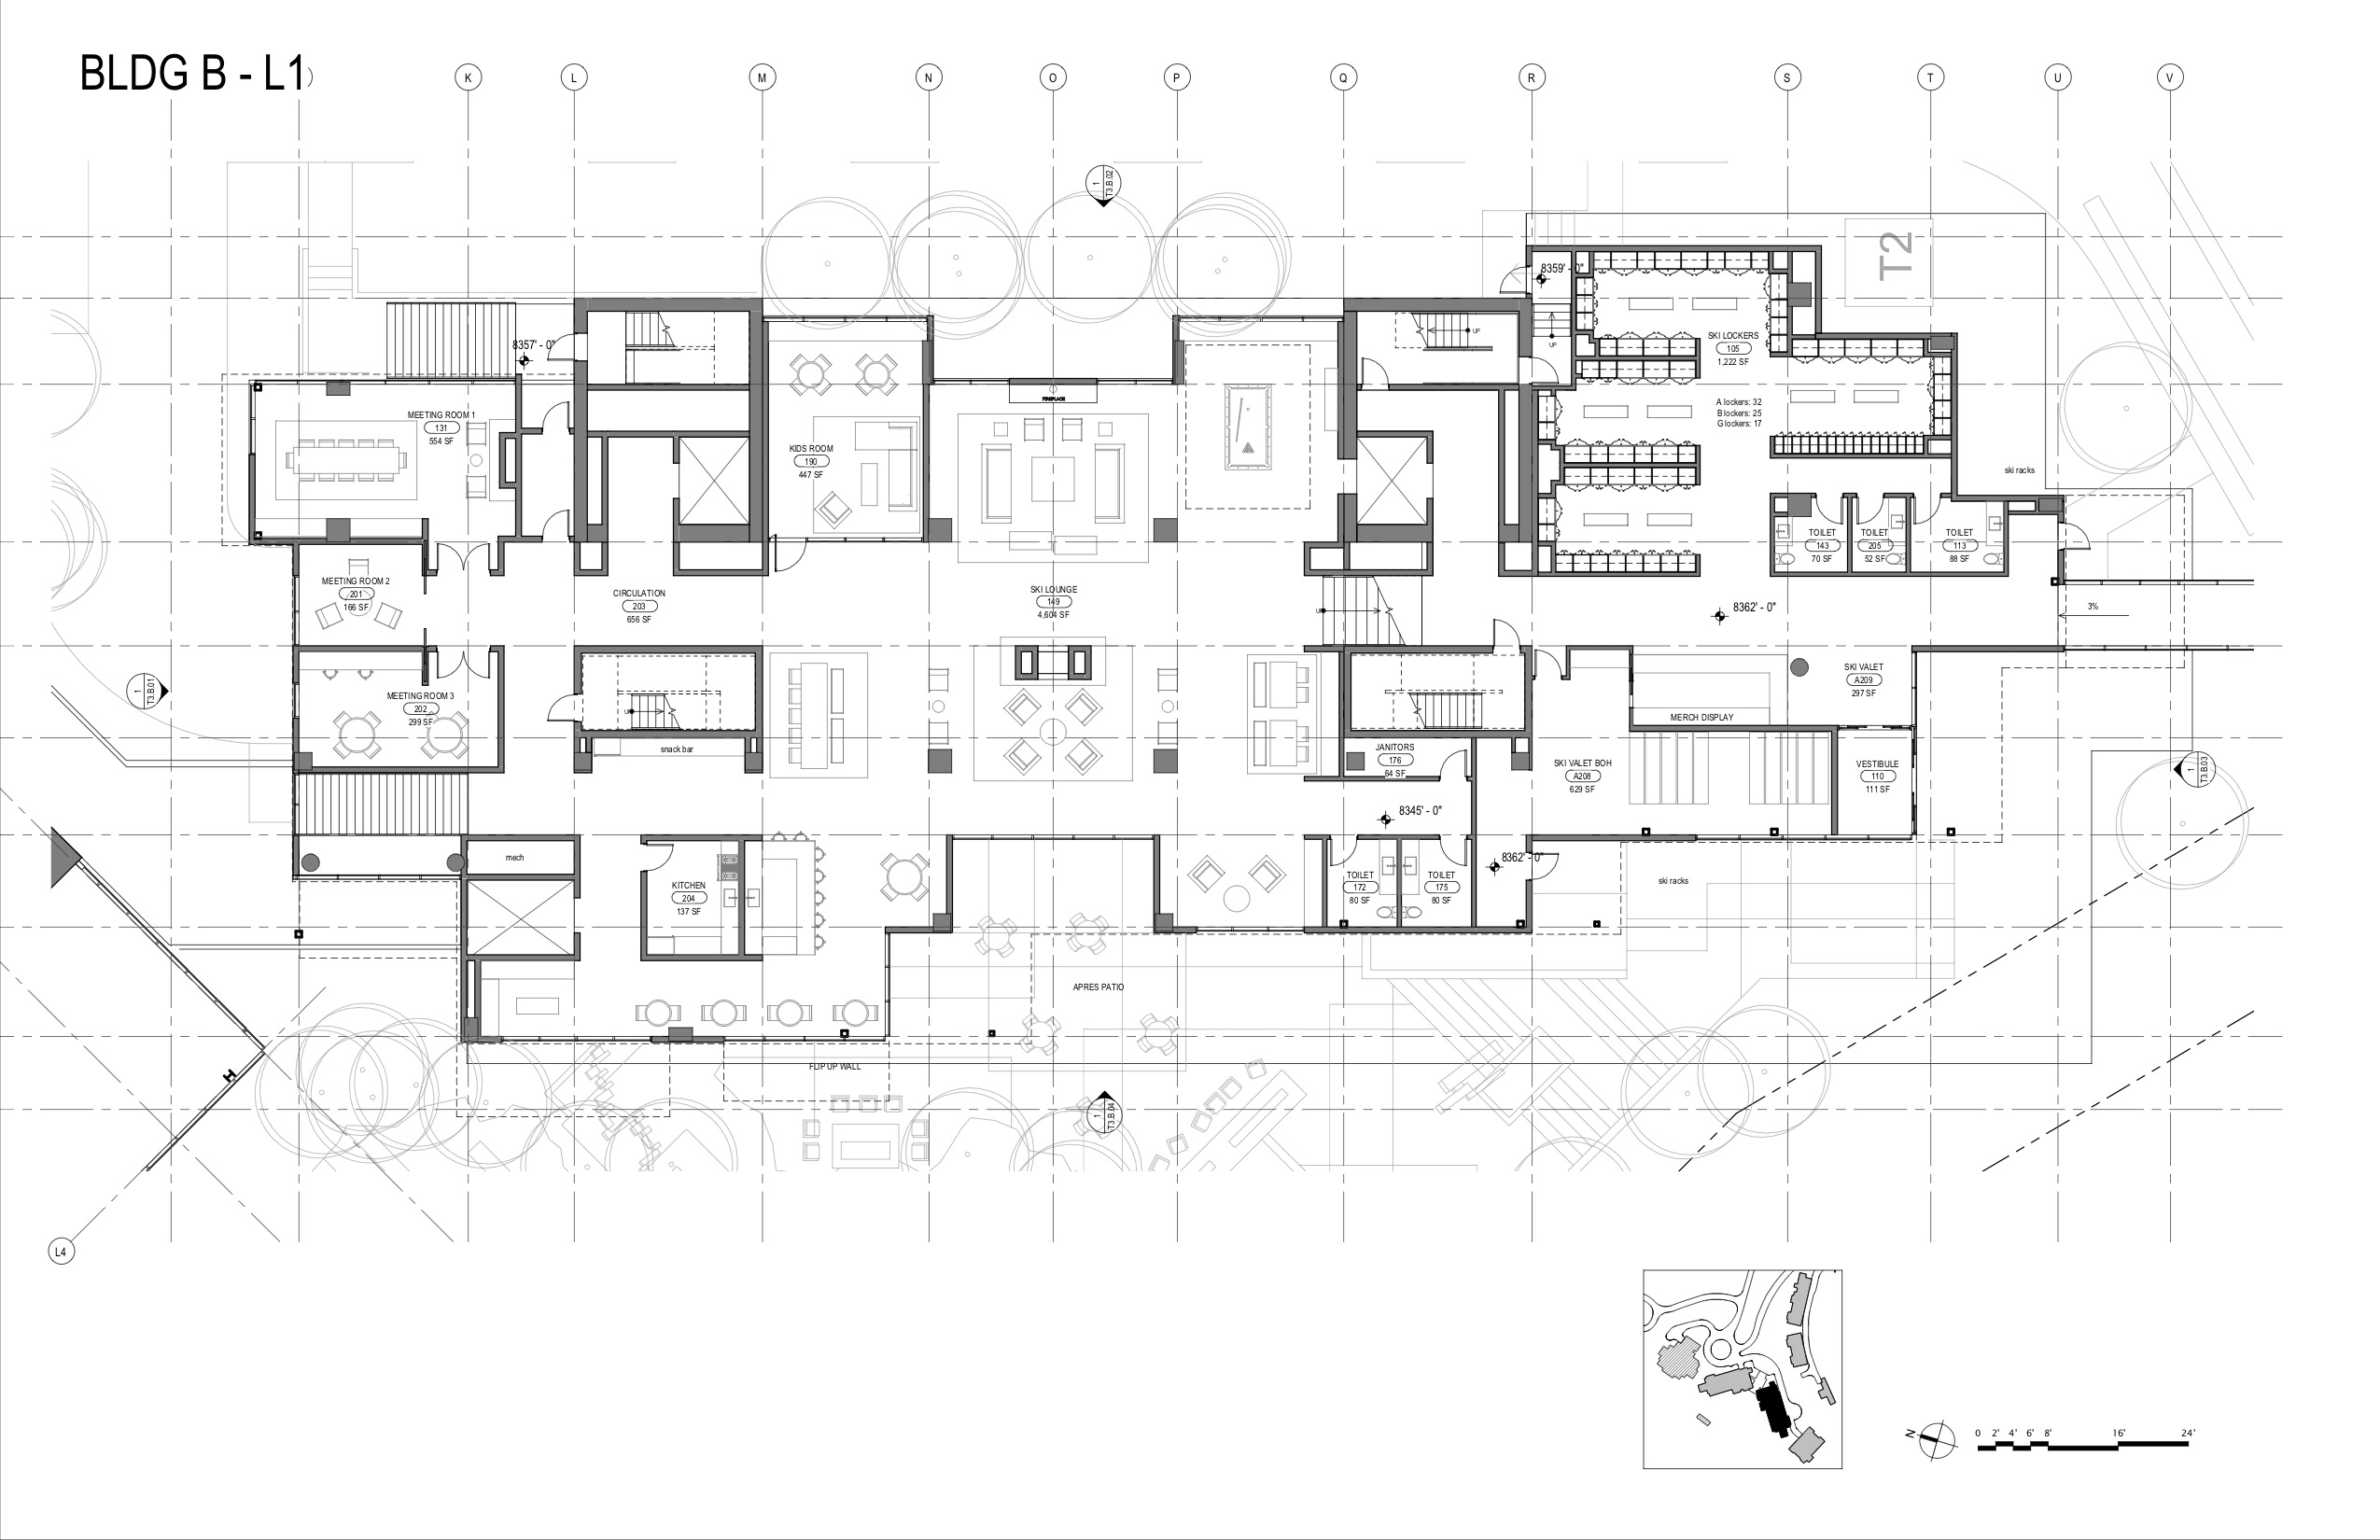 BLDG B - L1
K
L
M
N
O
P
Q
R
S
T
U
V
1
T3.B.02
T2
8359' - 0"
8357' - 0"
UP
UP
SKI LOCKERS
105
1,222 SF
A lockers: 32
B lockers: 25
G lockers: 17
FIREPLACE
MEETING ROOM 1
131
554 SF
KIDS ROOM
190
447 SF
ski racks
TOILET
143
70 SF
TOILET
205
52 SF
TOILET
113
88 SF
MEETING ROOM 2
201
166 SF
CIRCULATION
203
656 SF
SKI LOUNGE
149
4,604 SF
8362' - 0"
3%
1
T3.B.01
MEETING ROOM 3
202
299 SF
SKI VALET
A209
297 SF
MERCH DISPLAY
snack bar
JANITORS
176
64 SF
SKI VALET BOH
A208
629 SF
VESTIBULE
110
111 SF
1
T3.B.03
8345' - 0"
mech
8362' - 0"
KITCHEN
204
137 SF
TOILET
172
80 SF
TOILET
175
80 SF
ski racks
APRES PATIO
FLIP UP WALL
1
T3.B.04
L4
N
0 2' 4' 6' 8' 16' 24'